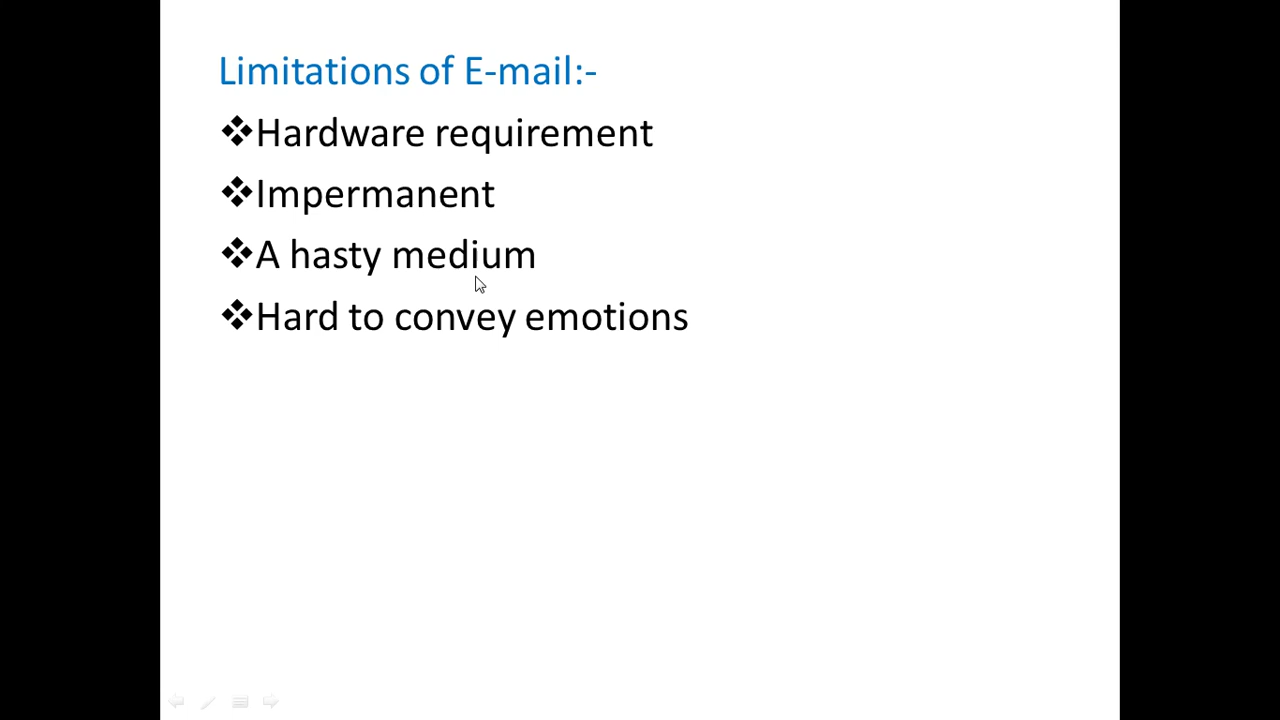 Limitations of E-mail:-
❖Hardware requirement
❖Impermanent
❖A hasty medium
❖Hard to convey emotions